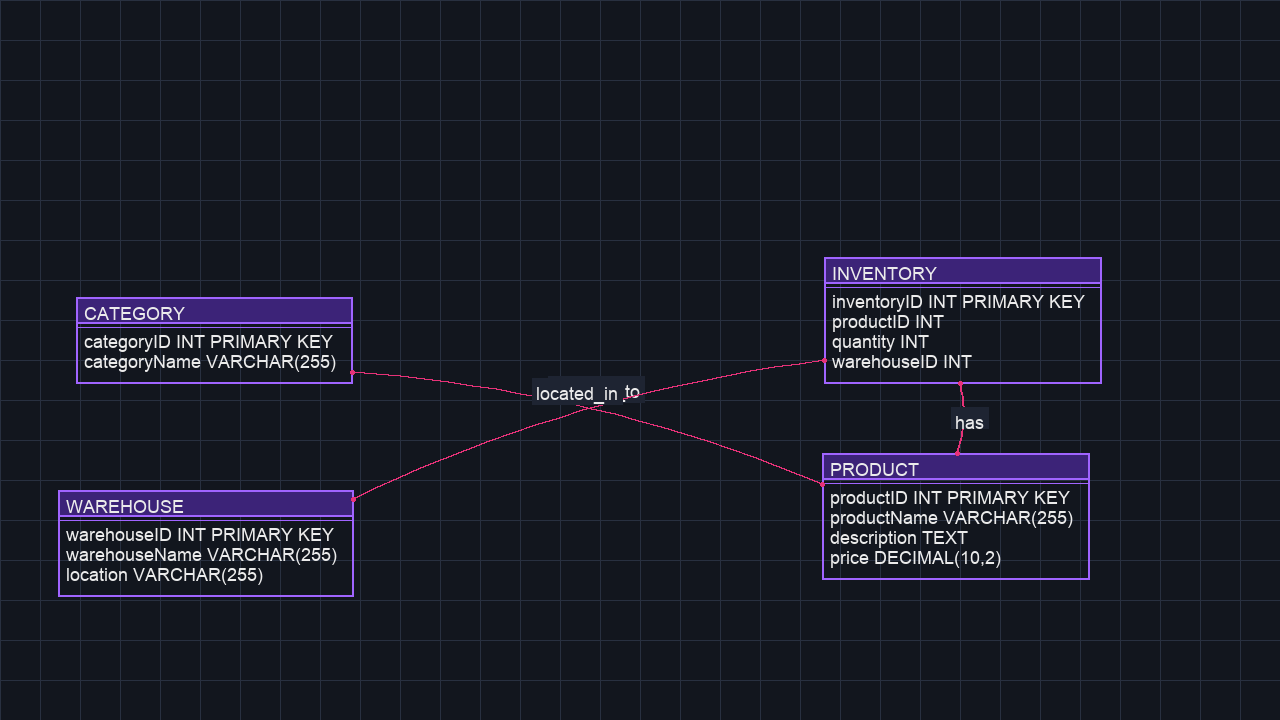 INVENTORY
inventoryID INT PRIMARY KEY
productID INT
quantity INT
warehouseID INT
CATEGORY
categoryID INT PRIMARY KEY
categoryName VARCHAR(255)
located_in
to
has
PRODUCT
productID INT PRIMARY KEY
productName VARCHAR(255)
description TEXT
price DECIMAL(10,2)
WAREHOUSE
warehouseID INT PRIMARY KEY
warehouseName VARCHAR(255)
location VARCHAR(255)